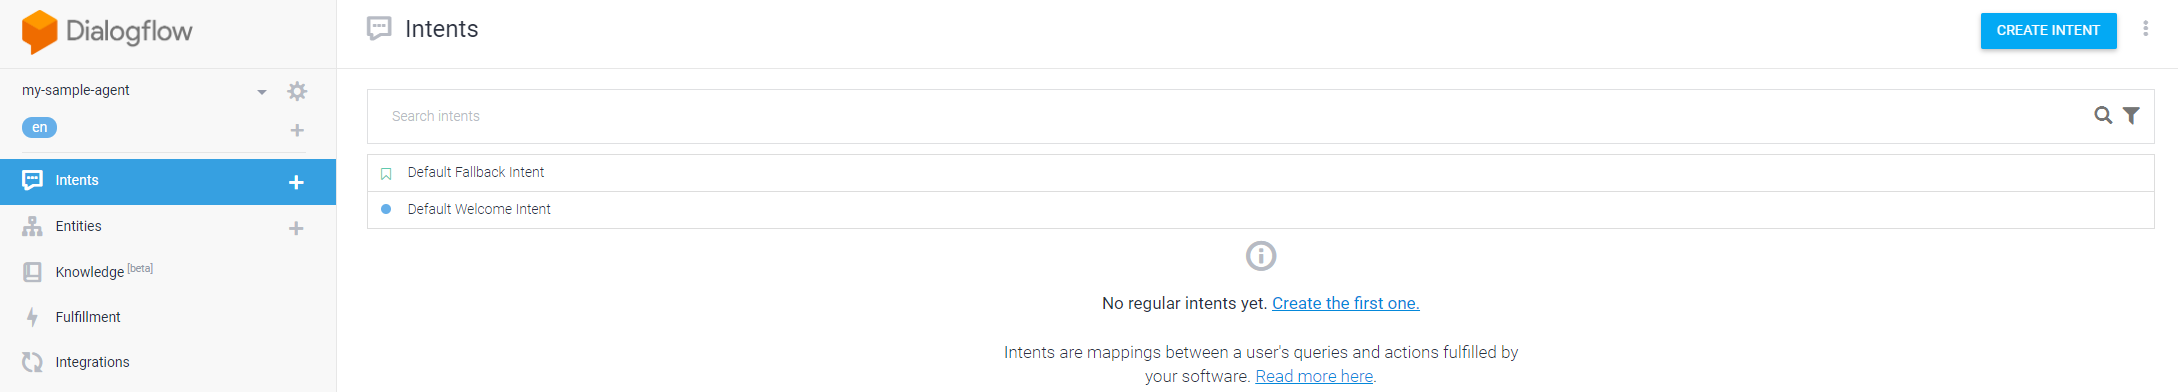 Dialogflow
my-sample-agent
en
Intents
Entities
Knowledge [beta]
Fulfillment
Integrations
Intents
CREATE INTENT
Search intents
Default Fallback Intent
Default Welcome Intent
No regular intents yet. Create the first one.
Intents are mappings between a user's queries and actions fulfilled by
your software. Read more here.